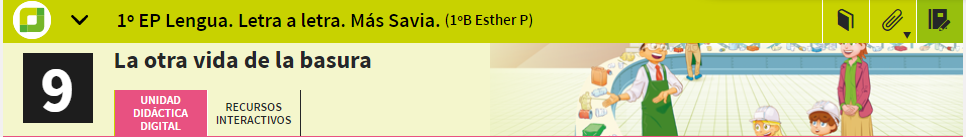 1º EP Lengua. Letra a letra. Más Savia. (1ºB Esther P)
9
La otra vida de la basura
UNIDAD
DIDÁCTICA
DIGITAL
RECURSOS
INTERACTIVOS